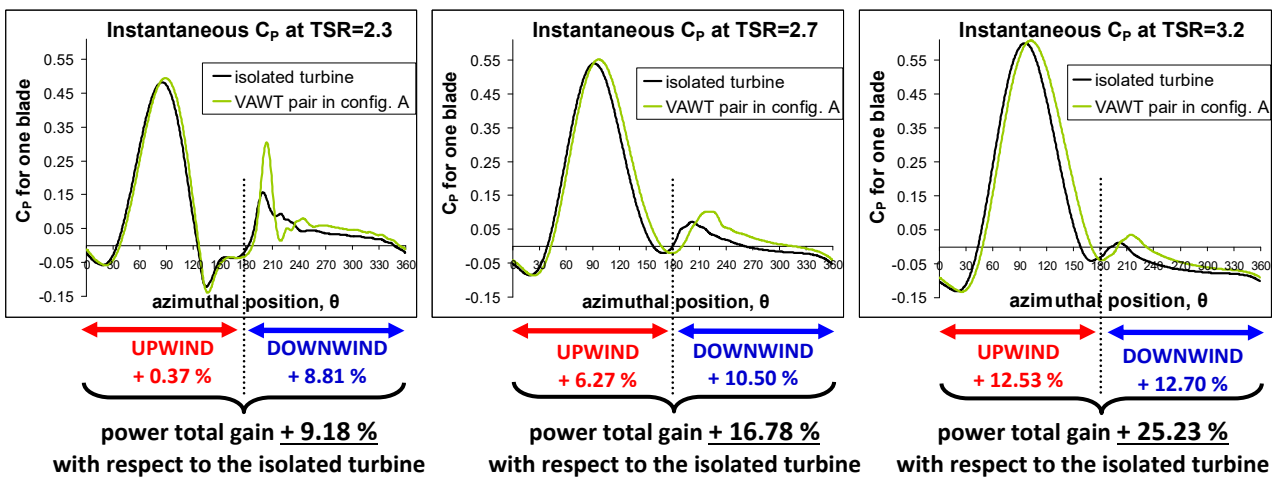 Instantaneous CP at TSR=2.3
CP for one blade
0.55
0.45
0.35
0.25
0.15
0.05
-0.05
-0.15
isolated turbine
VAWT pair in config. A
0 30 60 90 120 150 180 210 240 270 300 330 360
azimuthal position, θ
UPWIND
+ 0.37 %
DOWNWIND
+ 8.81 %
power total gain + 9.18 %
with respect to the isolated turbine
Instantaneous CP at TSR=2.7
CP for one blade
0.55
0.45
0.35
0.25
0.15
0.05
-0.05
-0.15
isolated turbine
VAWT pair in config. A
0 30 60 90 120 150 180 210 240 270 300 330 360
azimuthal position, θ
UPWIND
+ 6.27 %
DOWNWIND
+ 10.50 %
power total gain + 16.78 %
with respect to the isolated turbine
Instantaneous CP at TSR=3.2
CP for one blade
0.55
0.45
0.35
0.25
0.15
0.05
-0.05
-0.15
isolated turbine
VAWT pair in config. A
0 30 60 90 120 150 180 210 240 270 300 330 360
azimuthal position, θ
UPWIND
+ 12.53 %
DOWNWIND
+ 12.70 %
power total gain + 25.23 %
with respect to the isolated turbine